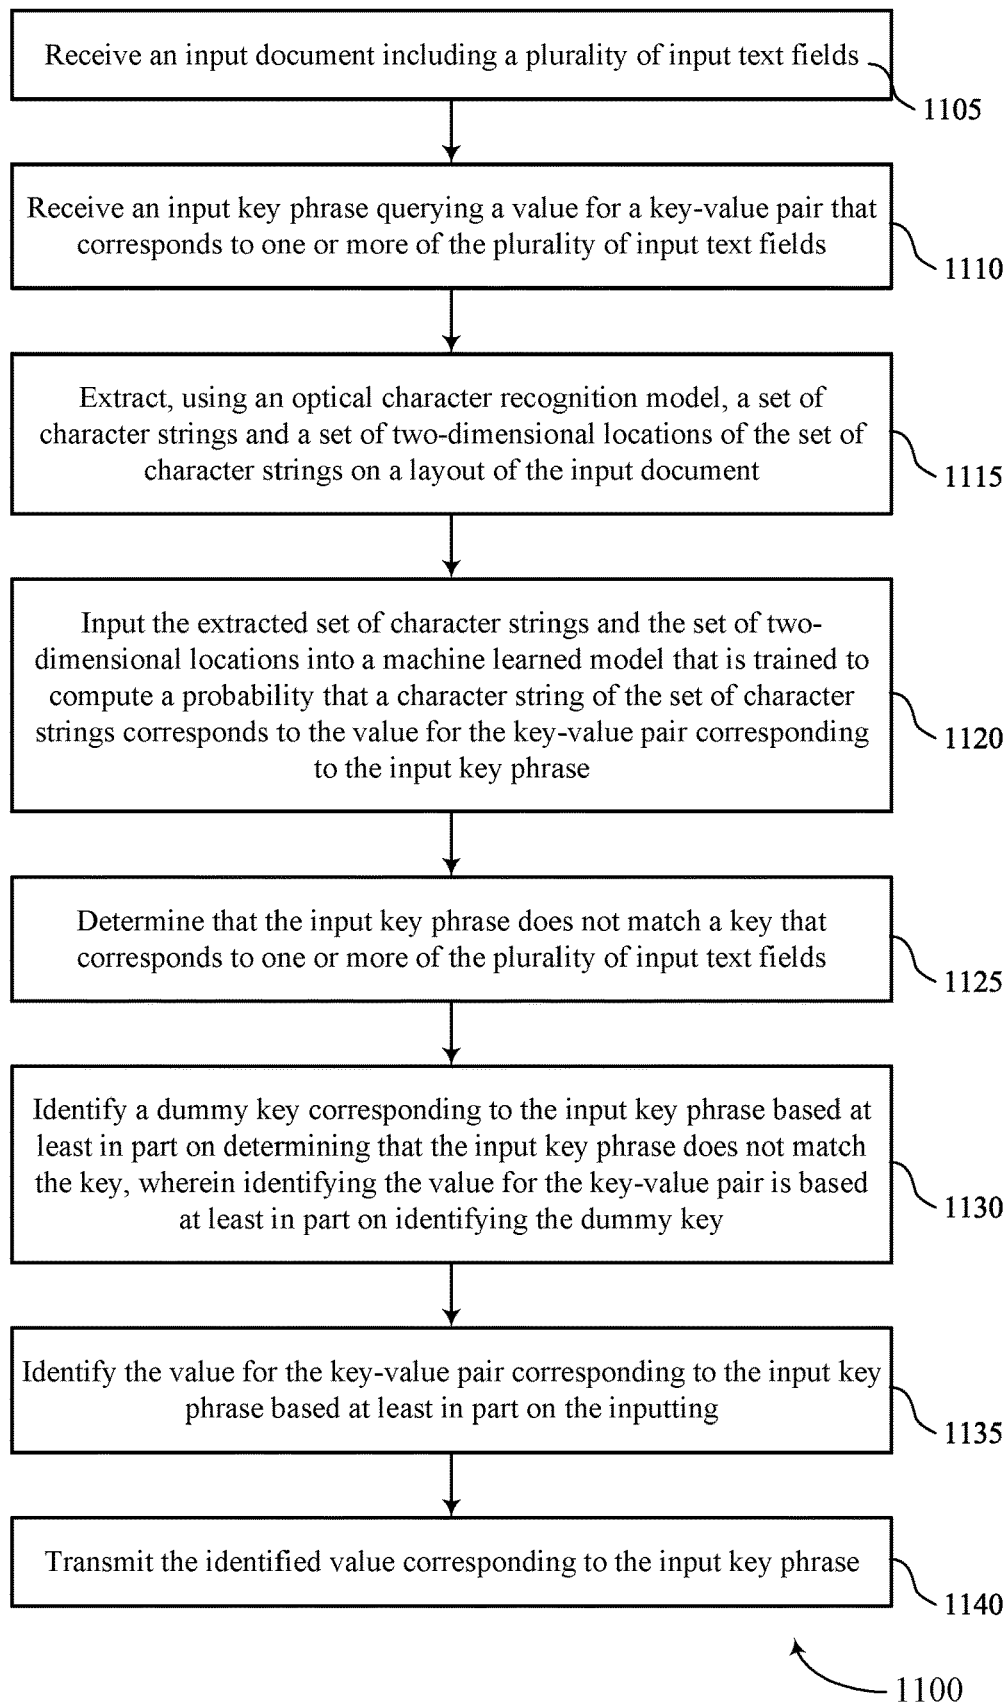 Receive an input document including a plurality of input text fields
1105
Receive an input key phrase querying a value for a key-value pair that
corresponds to one or more of the plurality of input text fields
1110
Extract, using an optical character recognition model, a set of
character strings and a set of two-dimensional locations of the set of
character strings on a layout of the input document
1115
Input the extracted set of character strings and the set of two-
dimensional locations into a machine learned model that is trained to
compute a probability that a character string of the set of character
strings corresponds to the value for the key-value pair corresponding
to the input key phrase
1120
Determine that the input key phrase does not match a key that
corresponds to one or more of the plurality of input text fields
1125
Identify a dummy key corresponding to the input key phrase based at
least in part on determining that the input key phrase does not match
the key, wherein identifying the value for the key-value pair is based
at least in part on identifying the dummy key
1130
Identify the value for the key-value pair corresponding to the input key
phrase based at least in part on the inputting
1135
Transmit the identified value corresponding to the input key phrase
1140
1100